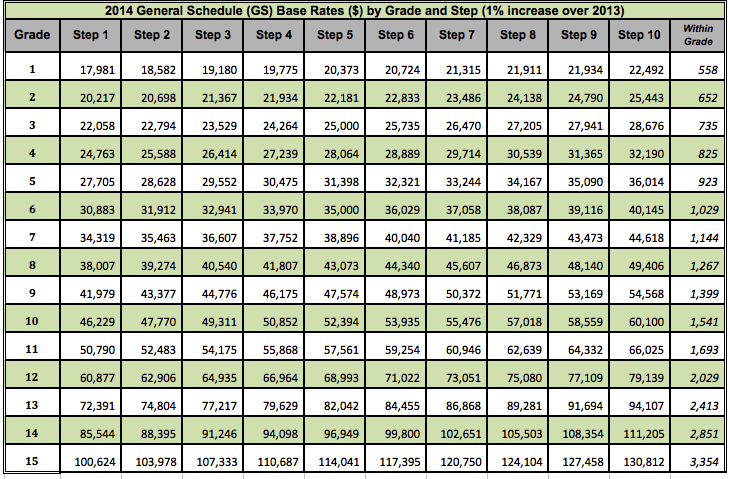 2014 General Schedule (GS) Base Rates ($) by Grade and Step (1% increase over 2013)
Grade Step 1 Step 2 Step 3 Step 4 Step 5 Step 6 Step 7 Step 8 Step 9 Step 10 Within Grade
1 17,981 18,582 19,180 19,775 20,373 20,724 21,315 21,911 21,934 22,492 558
2 20,217 20,698 21,367 21,934 22,181 22,833 23,486 24,138 24,790 25,443 652
3 22,058 22,794 23,529 24,264 25,000 25,735 26,470 27,205 27,941 28,676 735
4 24,763 25,588 26,414 27,239 28,064 28,889 29,714 30,539 31,365 32,190 825
5 27,705 28,628 29,552 30,475 31,398 32,321 33,244 34,167 35,090 36,014 923
6 30,883 31,912 32,941 33,970 35,000 36,029 37,058 38,087 39,116 40,145 1,029
7 34,319 35,463 36,607 37,752 38,896 40,040 41,185 42,329 43,473 44,618 1,144
8 38,007 39,274 40,540 41,807 43,073 44,340 45,607 46,873 48,140 49,406 1,267
9 41,979 43,377 44,776 46,175 47,574 48,973 50,372 51,771 53,169 54,568 1,399
10 46,229 47,770 49,311 50,852 52,394 53,935 55,476 57,018 58,559 60,100 1,541
11 50,790 52,483 54,175 55,868 57,561 59,254 60,946 62,639 64,332 66,025 1,693
12 60,877 62,906 64,935 66,964 68,993 71,022 73,051 75,080 77,109 79,139 2,029
13 72,391 74,804 77,217 79,629 82,042 84,455 86,868 89,281 91,694 94,107 2,413
14 85,544 88,395 91,246 94,098 96,949 99,800 102,651 105,503 108,354 111,205 2,851
15 100,624 103,978 107,333 110,687 114,041 117,395 120,750 124,104 127,458 130,812 3,354